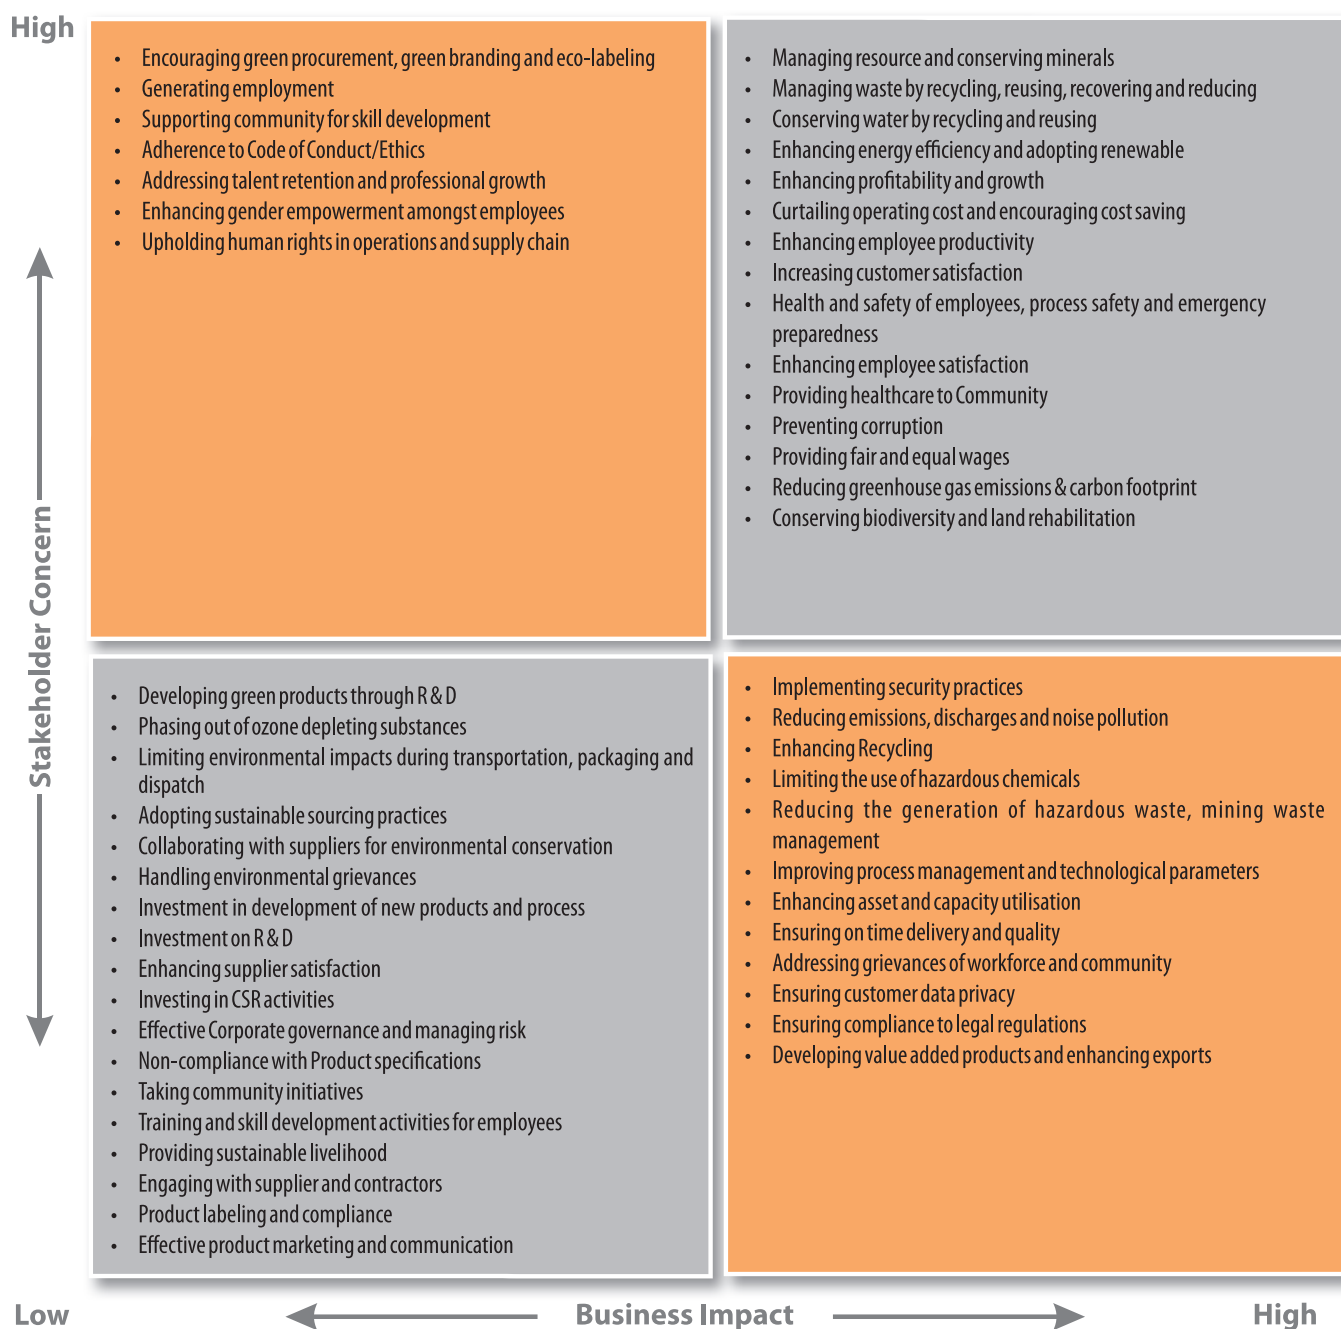 High
• Encouraging green procurement, green branding and eco-labeling
• Generating employment
• Supporting community for skill development
• Adherence to Code of Conduct/Ethics
• Addressing talent retention and professional growth
• Enhancing gender empowerment amongst employees
• Upholding human rights in operations and supply chain
• Managing resource and conserving minerals
• Managing waste by recycling, reusing, recovering and reducing
• Conserving water by recycling and reusing
• Enhancing energy efficiency and adopting renewable
• Enhancing profitability and growth
• Curtailing operating cost and encouraging cost saving
• Enhancing employee productivity
• Increasing customer satisfaction
• Health and safety of employees, process safety and emergency
preparedness
• Enhancing employee satisfaction
• Providing healthcare to Community
• Preventing corruption
• Providing fair and equal wages
• Reducing greenhouse gas emissions & carbon footprint
• Conserving biodiversity and land rehabilitation
Stakeholder Concern
• Developing green products through R & D
• Phasing out of ozone depleting substances
• Limiting environmental impacts during transportation, packaging and
dispatch
• Adopting sustainable sourcing practices
• Collaborating with suppliers for environmental conservation
• Handling environmental grievances
• Investment in development of new products and process
• Investment on R & D
• Enhancing supplier satisfaction
• Investing in CSR activities
• Effective Corporate governance and managing risk
• Non-compliance with Product specifications
• Taking community initiatives
• Training and skill development activities for employees
• Providing sustainable livelihood
• Engaging with supplier and contractors
• Product labeling and compliance
• Effective product marketing and communication
• Implementing security practices
• Reducing emissions, discharges and noise pollution
• Enhancing Recycling
• Limiting the use of hazardous chemicals
• Reducing the generation of hazardous waste, mining waste
management
• Improving process management and technological parameters
• Enhancing asset and capacity utilisation
• Ensuring on time delivery and quality
• Addressing grievances of workforce and community
• Ensuring customer data privacy
• Ensuring compliance to legal regulations
• Developing value added products and enhancing exports
Low
Business Impact
High